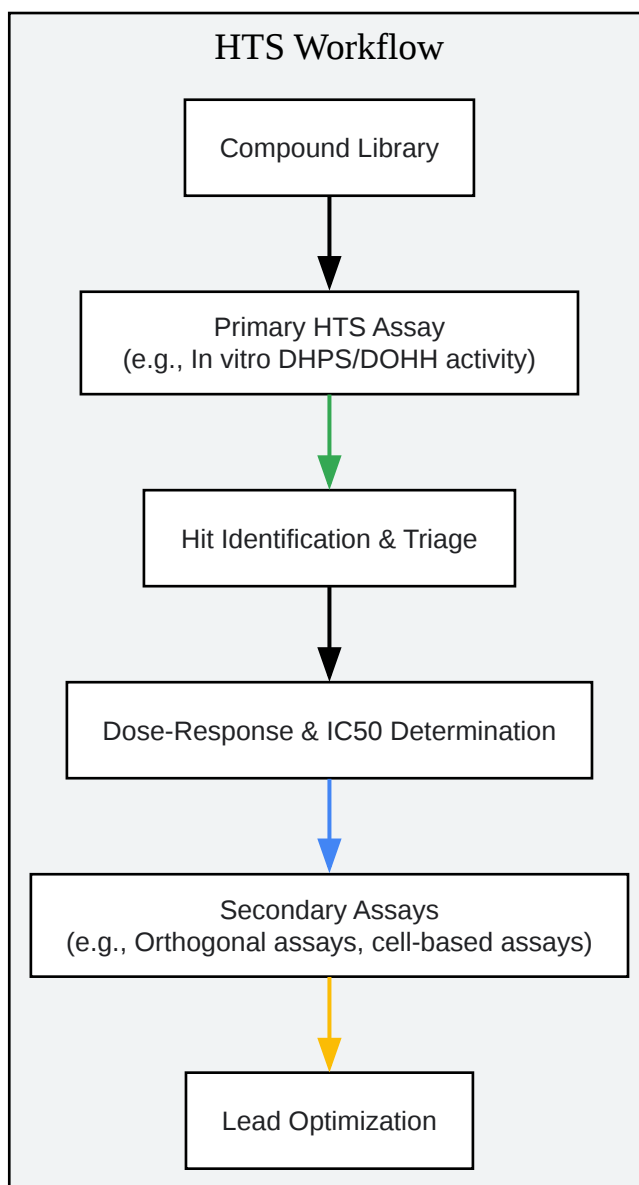 HTS Workflow
Compound Library
Primary HTS Assay
(e.g., In vitro DHPS/DOHH activity)
Hit Identification & Triage
Dose-Response & IC50 Determination
Secondary Assays
(e.g., Orthogonal assays, cell-based assays)
Lead Optimization